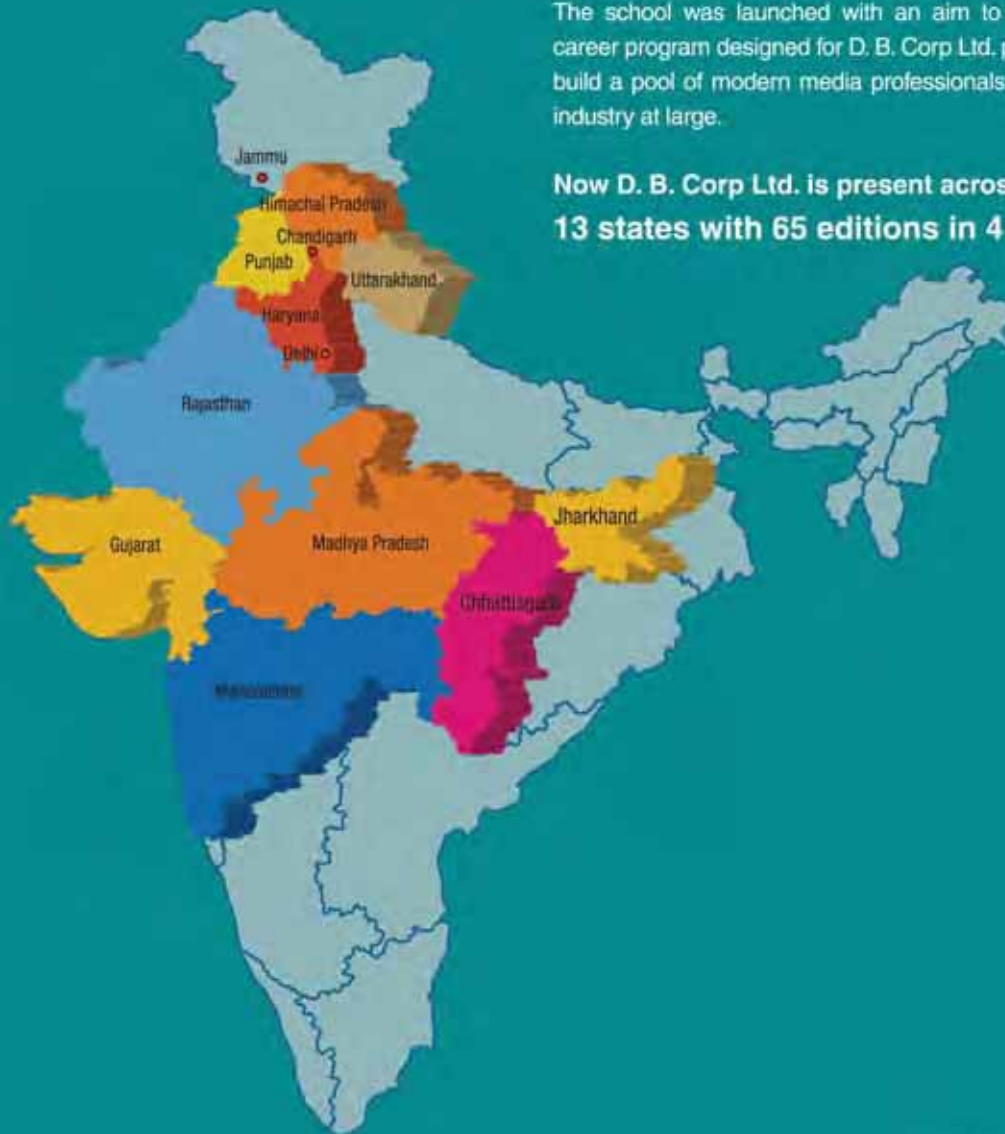 The school was launched with an aim to
career program designed for D. B. Corp Ltd.
build a pool of modern media professionals
industry at large.
Now D. B. Corp Ltd. is present
13 states with 65 editions in 4
Jammu
Himachal Pradesh
Chandigarh
Punjab
Uttarakhand
Haryana
Delhi
Rajasthan
Jharkhand
Gujarat
Madhya Pradesh
Chhattisgarh
Maharashtra